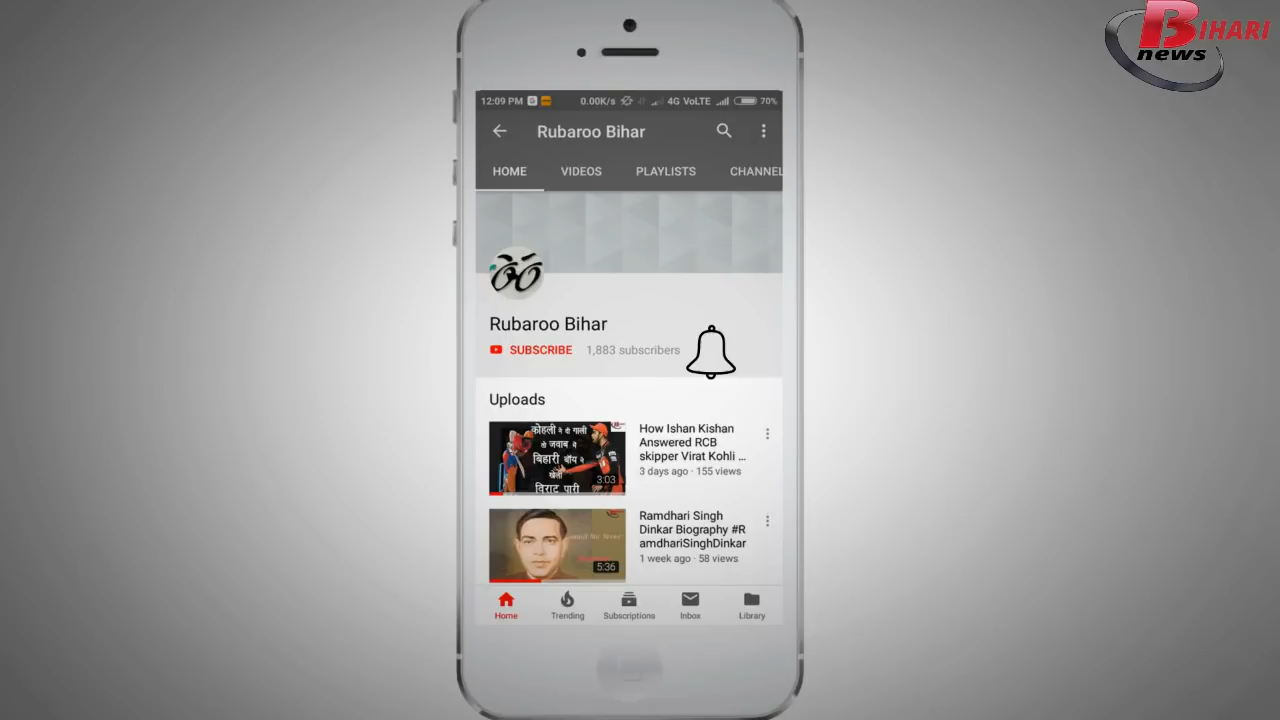 BIHARI
news
12:09 PM
0.00K/s 4G VoLTE 70%
Rubaroo Bihar
HOME VIDEOS PLAYLISTS CHANNEL
Rubaroo Bihar
SUBSCRIBE 1,883 subscribers
Uploads
कोहली ने दी गाली
तो जवाब में
बिहारी बॉय ने
खेली
विराट पारी
3:03
How Ishan Kishan
Answered RCB
skipper Virat Kohli ...
3 days ago · 155 views
5:36
Ramdhari Singh
Dinkar Biography #R
amdhariSinghDinkar
1 week ago · 58 views
Home Trending Subscriptions Inbox Library